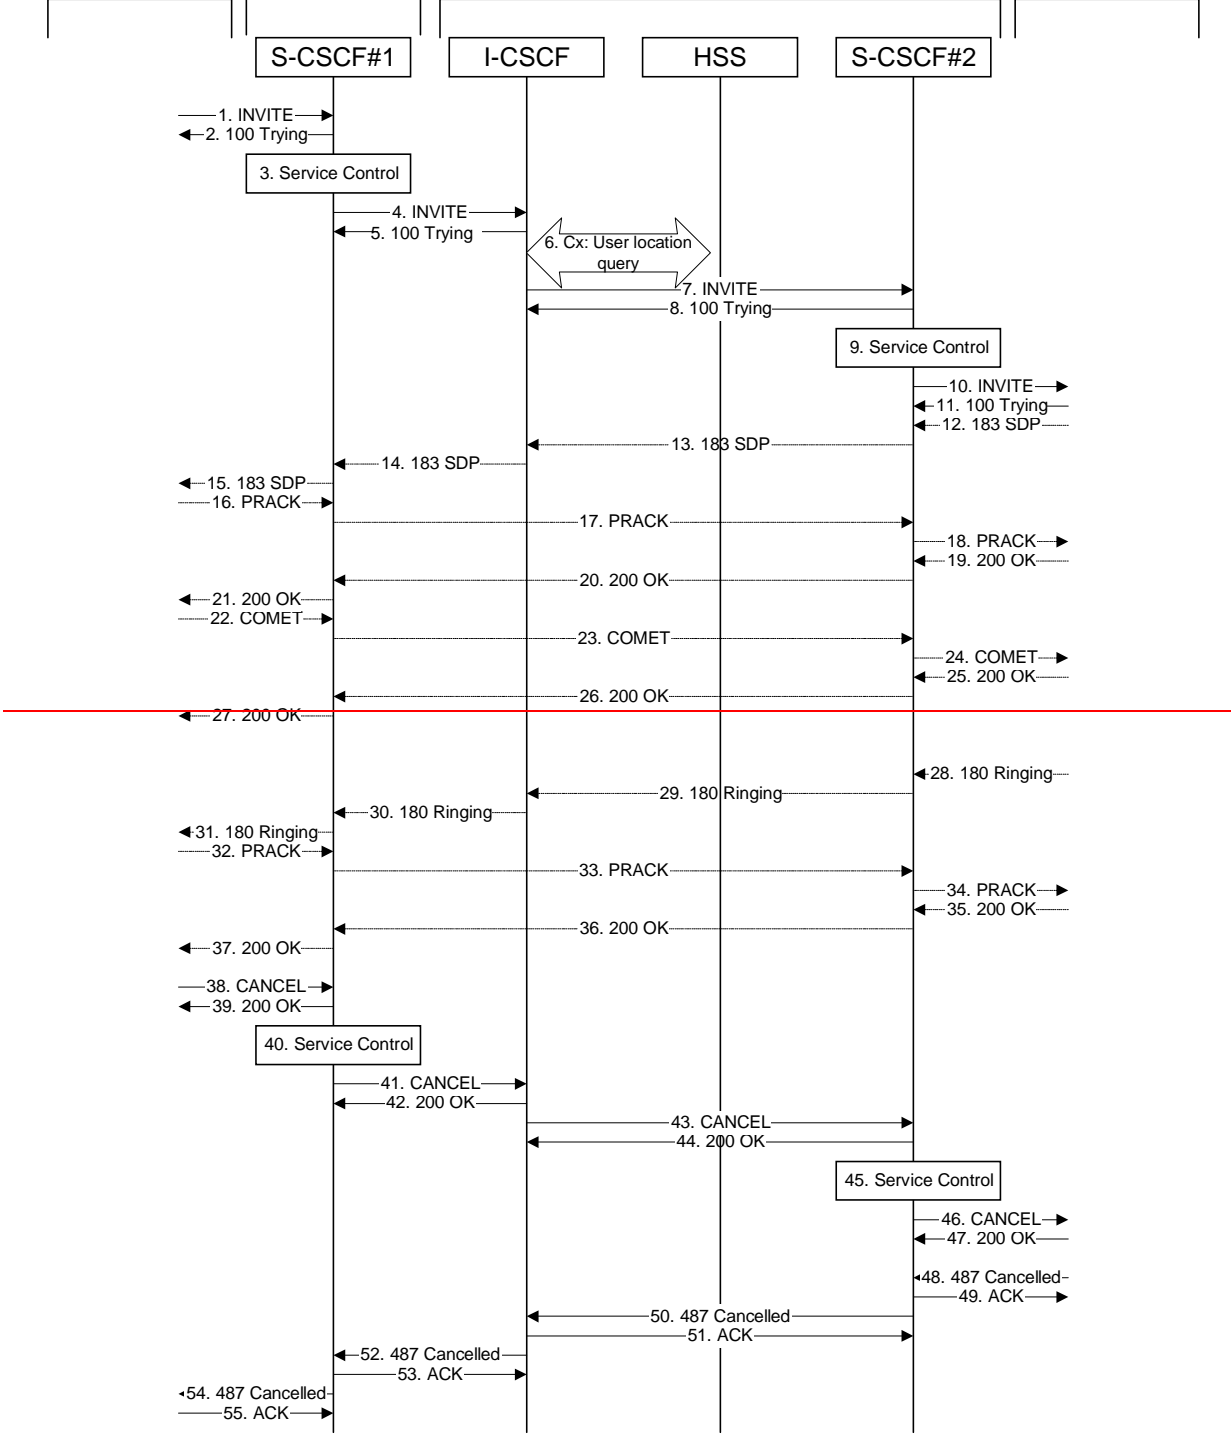 S-CSCF#1
I-CSCF
HSS
S-CSCF#2
1. INVITE
2. 100 Trying
3. Service Control
4. INVITE
5. 100 Trying
6. Cx: User location
query
7. INVITE
8. 100 Trying
9. Service Control
10. INVITE
11. 100 Trying
12. 183 SDP
13. 183 SDP
14. 183 SDP
15. 183 SDP
16. PRACK
17. PRACK
18. PRACK
19. 200 OK
20. 200 OK
21. 200 OK
22. COMET
23. COMET
24. COMET
25. 200 OK
26. 200 OK
27. 200 OK
28. 180 Ringing
29. 180 Ringing
30. 180 Ringing
31. 180 Ringing
32. PRACK
33. PRACK
34. PRACK
35. 200 OK
36. 200 OK
37. 200 OK
38. CANCEL
39. 200 OK
40. Service Control
41. CANCEL
42. 200 OK
43. CANCEL
44. 200 OK
45. Service Control
46. CANCEL
47. 200 OK
48. 487 Cancelled
49. ACK
50. 487 Cancelled
51. ACK
52. 487 Cancelled
53. ACK
54. 487 Cancelled
55. ACK